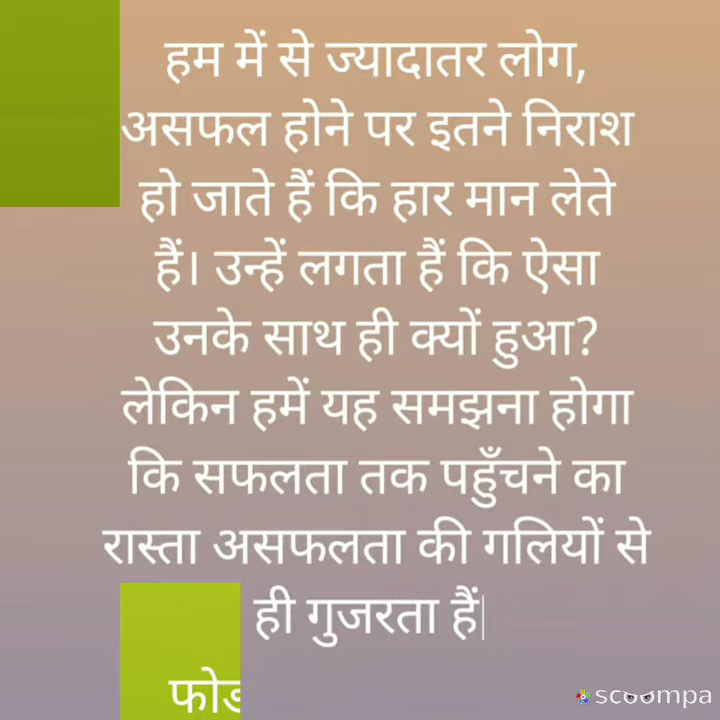 हम में से ज्यादातर लोग,
असफल होने पर इतने निराश
हो जाते हैं कि हार मान लेते
हैं। उन्हें लगता हैं कि ऐसा
उनके साथ ही क्यों हुआ?
लेकिन हमें यह समझना होगा
कि सफलता तक पहुँचने का
रास्ता असफलता की गलियों से
ही गुजरता हैं|
scoompa